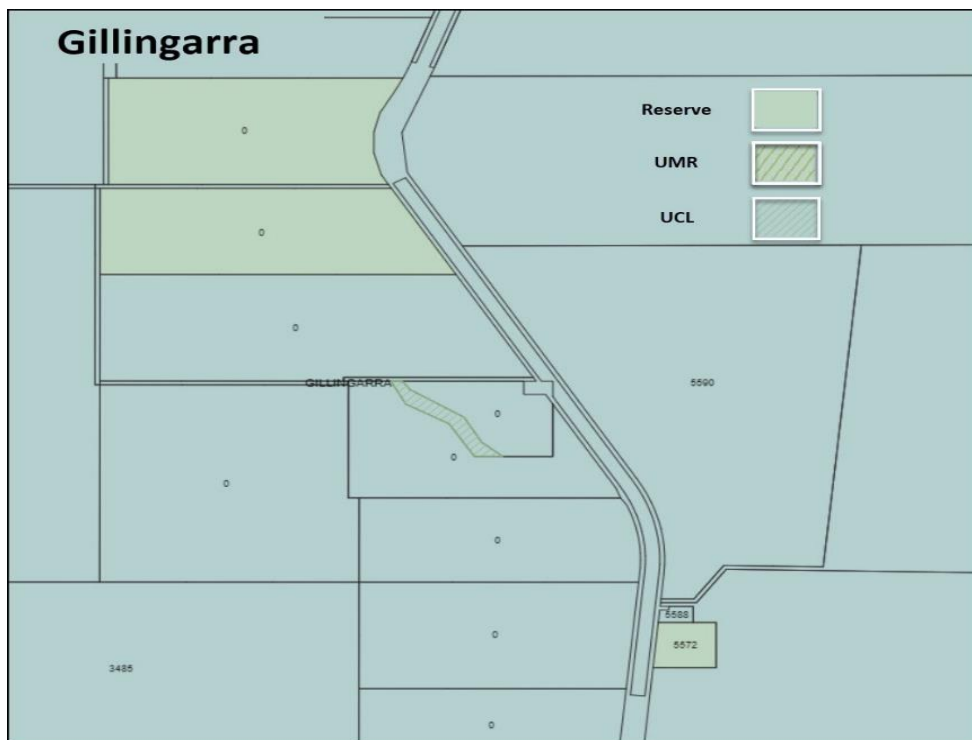 Gillingarra
Reserve
0
UMR
UCL
0
0
GILLINGARRA
5590
0
0
0
0
5588
0
5572
3485
0